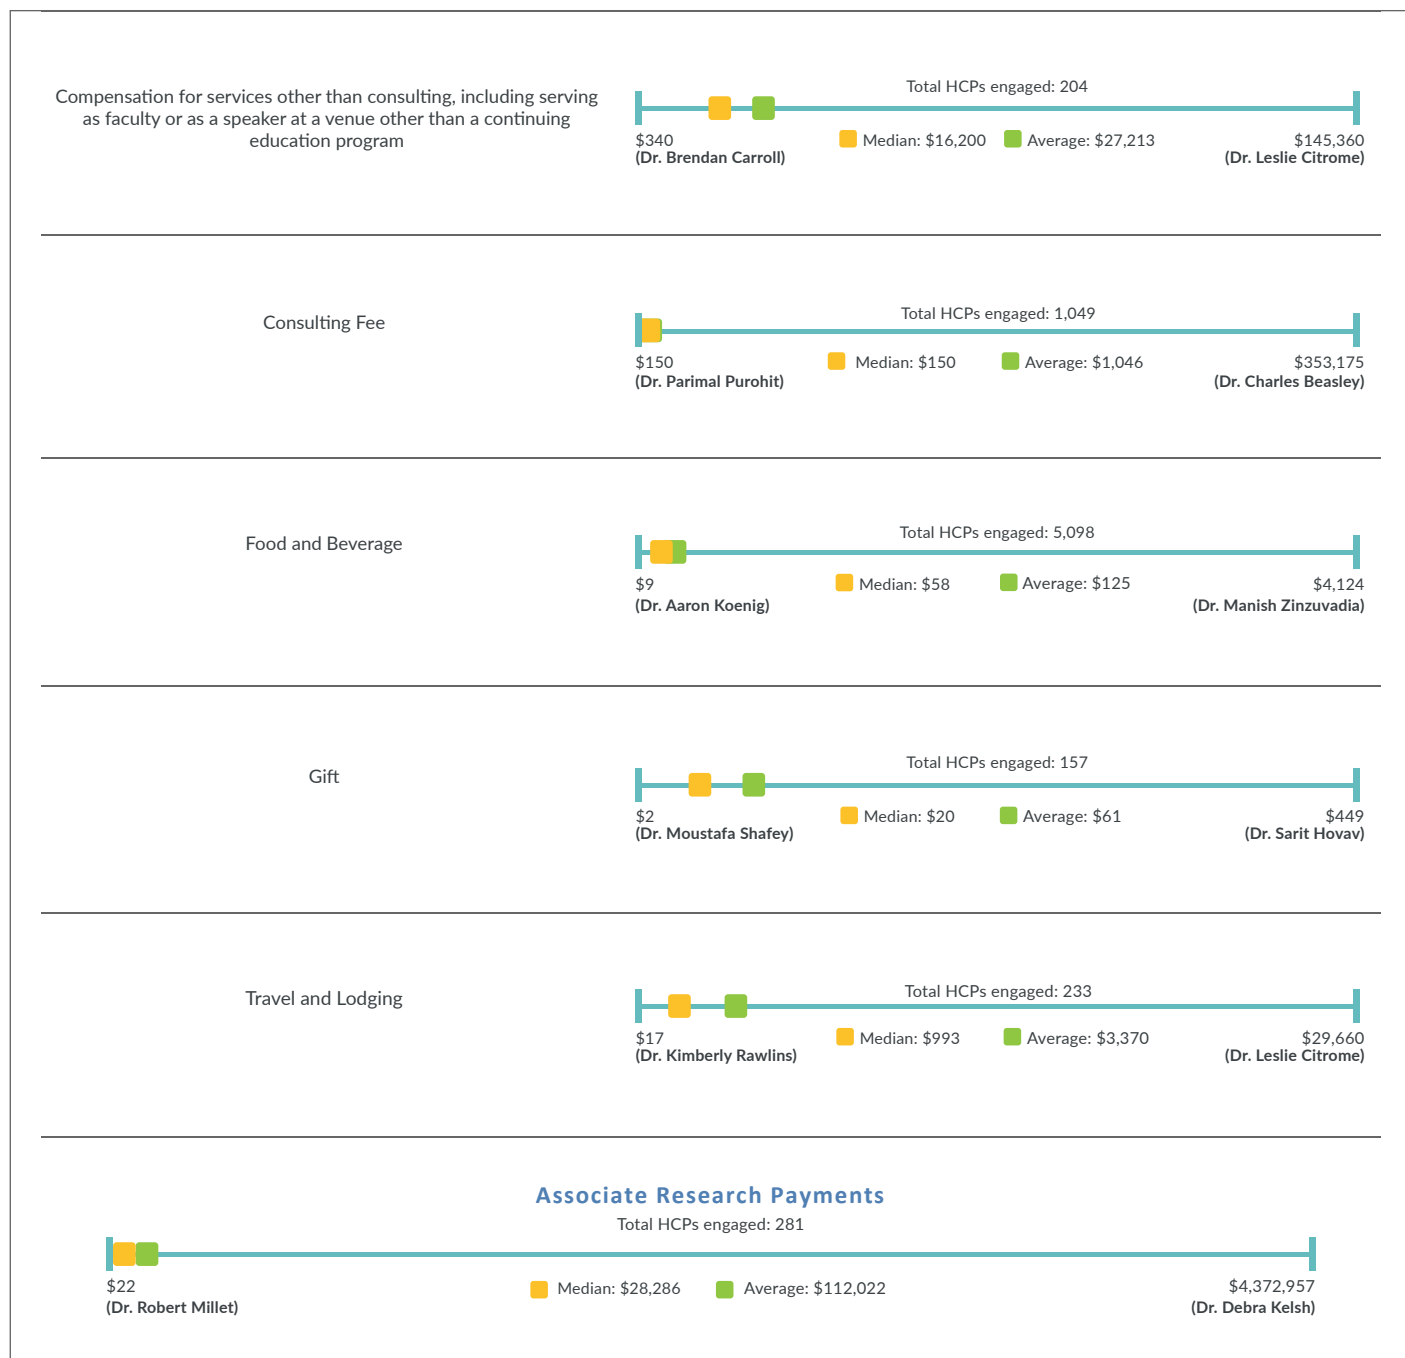 Compensation for services other than consulting, including serving
as faculty or as a speaker at a venue other than a continuing
education program
Total HCPs engaged: 204
$340
(Dr. Brendan Carroll)
Median: $16,200
Average: $27,213
$145,360
(Dr. Leslie Citrome)
Consulting Fee
Total HCPs engaged: 1,049
$150
(Dr. Parimal Purohit)
Median: $150
Average: $1,046
$353,175
(Dr. Charles Beasley)
Food and Beverage
Total HCPs engaged: 5,098
$9
(Dr. Aaron Koenig)
Median: $58
Average: $125
$4,124
(Dr. Manish Zinzuvadia)
Gift
Total HCPs engaged: 157
$2
(Dr. Moustafa Shafey)
Median: $20
Average: $61
$449
(Dr. Sarit Hovav)
Travel and Lodging
Total HCPs engaged: 233
$17
(Dr. Kimberly Rawlins)
Median: $993
Average: $3,370
$29,660
(Dr. Leslie Citrome)
Associate Research Payments
Total HCPs engaged: 281
$22
(Dr. Robert Millet)
Median: $28,286
Average: $112,022
$4,372,957
(Dr. Debra Kelsh)